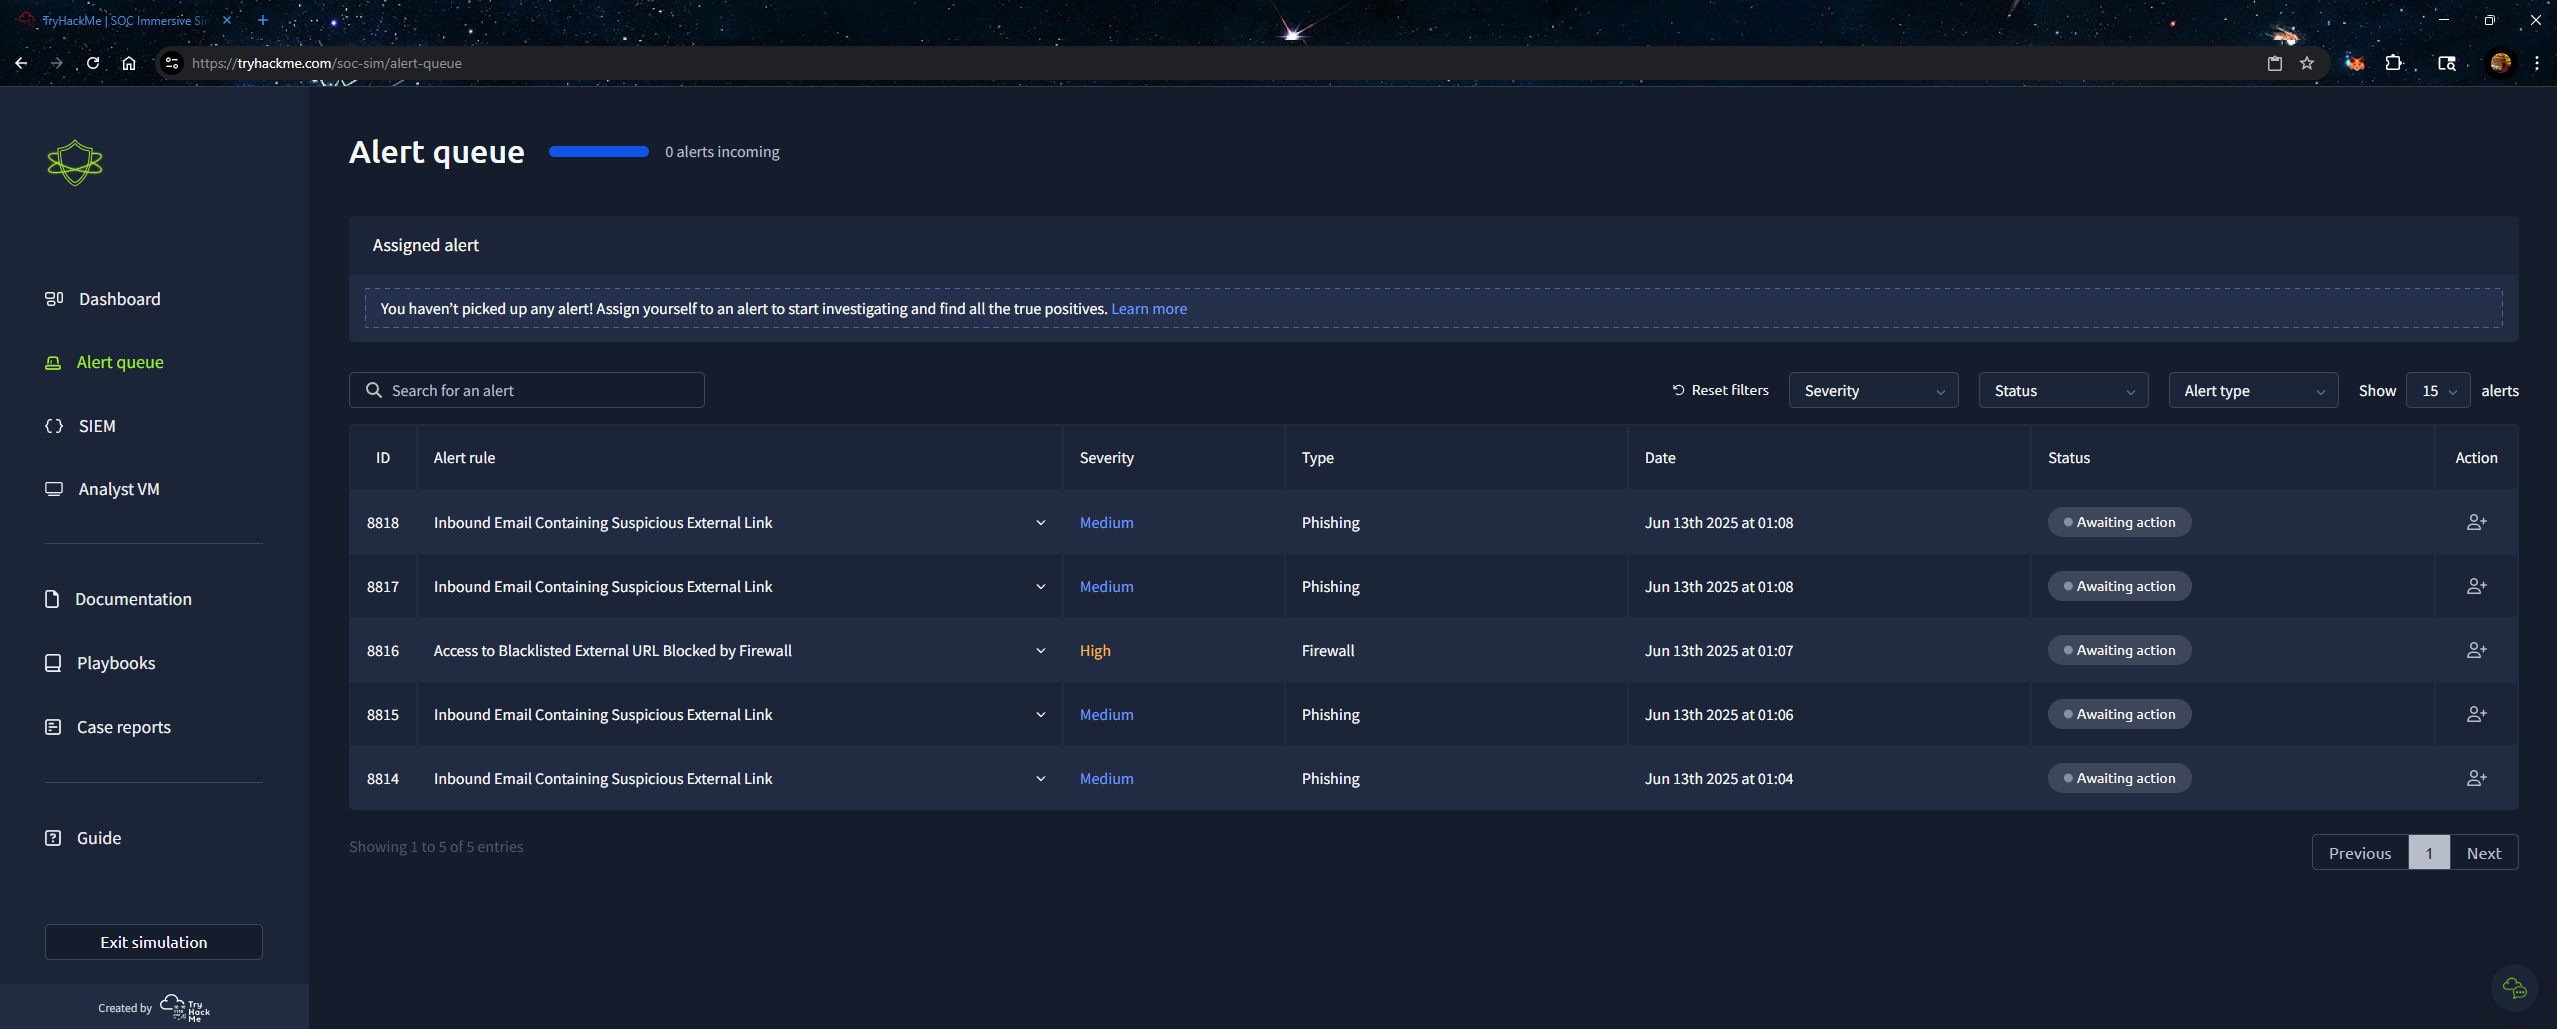 TryHackMe | SOC Immersive Si
https://tryhackme.com/soc-sim/alert-queue
Alert queue
0 alerts incoming
Assigned alert
You haven't picked up any alert! Assign yourself to an alert to start investigating and find all the true positives. Learn more
Dashboard
Alert queue
SIEM
Analyst VM
Documentation
Playbooks
Case reports
Guide
Exit simulation
Created by Try Hack Me
Search for an alert
Reset filters Severity Status Alert type Show 15 alerts
ID Alert rule Severity Type Date Status Action
8818 Inbound Email Containing Suspicious External Link Medium Phishing Jun 13th 2025 at 01:08 Awaiting action
8817 Inbound Email Containing Suspicious External Link Medium Phishing Jun 13th 2025 at 01:08 Awaiting action
8816 Access to Blacklisted External URL Blocked by Firewall High Firewall Jun 13th 2025 at 01:07 Awaiting action
8815 Inbound Email Containing Suspicious External Link Medium Phishing Jun 13th 2025 at 01:06 Awaiting action
8814 Inbound Email Containing Suspicious External Link Medium Phishing Jun 13th 2025 at 01:04 Awaiting action
Showing 1 to 5 of 5 entries
Previous 1 Next